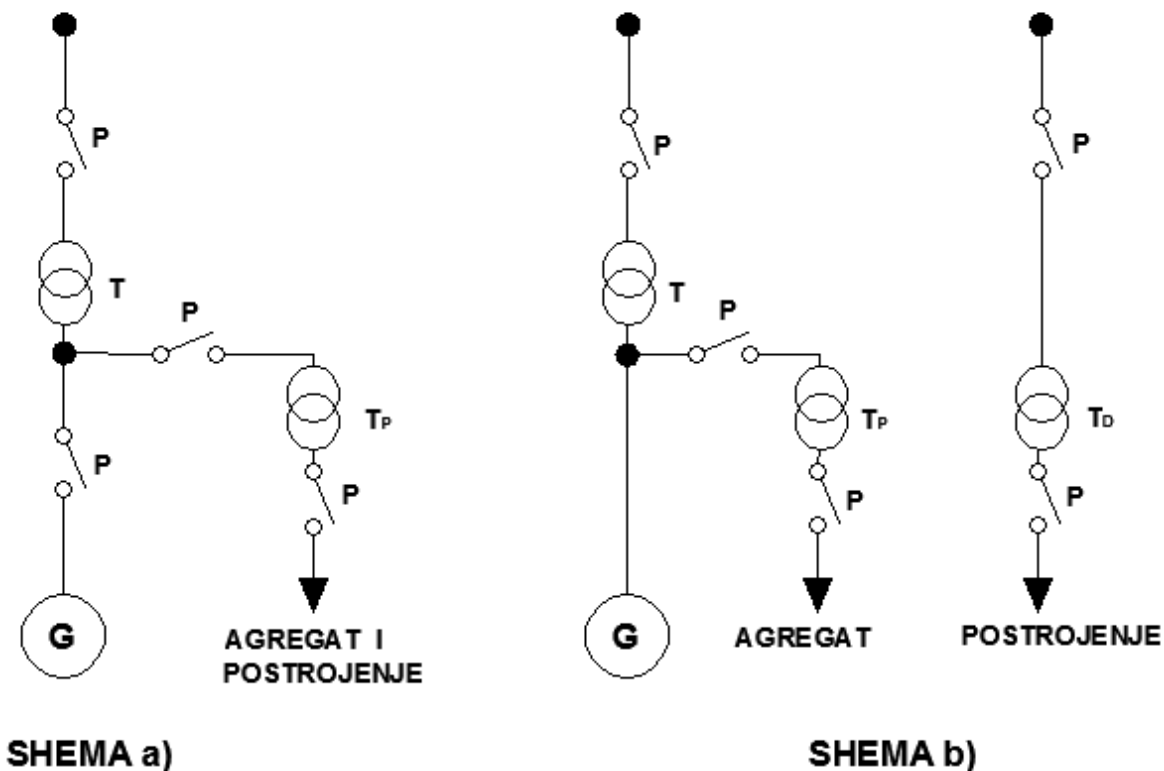 P
T
P
TP
P
P
G
AGREGAT I
POSTROJENJE
SHEMA a)
P
T
P
TP
P
G
AGREGAT
P
TD
P
POSTROJENJE
SHEMA b)